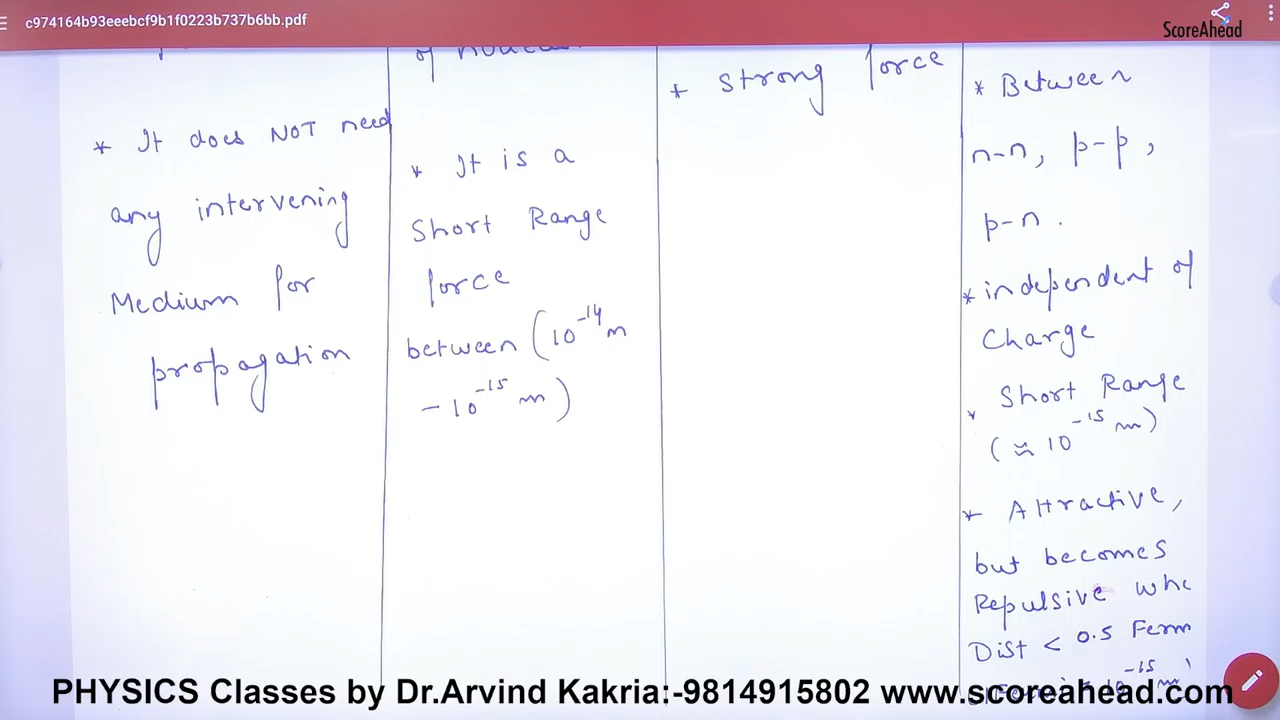 c974164b93eeebcf9b1f0223b737b6bb.pdf
ScoreAhead
* It does NOT need
any intervening
Medium for
propagation
of
* It is a
Short Range
force
between (10⁻¹⁴ m
- 10⁻¹⁵ m)
* Strong force
* Between
n-n, p-p,
p-n.
* independent of
Charge
* Short Range
(≈ 10⁻¹⁵ m)
* Attractive,
but becomes
Repulsive whe
Dist < 0.5 Ferm
PHYSICS Classes by Dr.Arvind Kakria:-9814915802 www.scoreahead.com